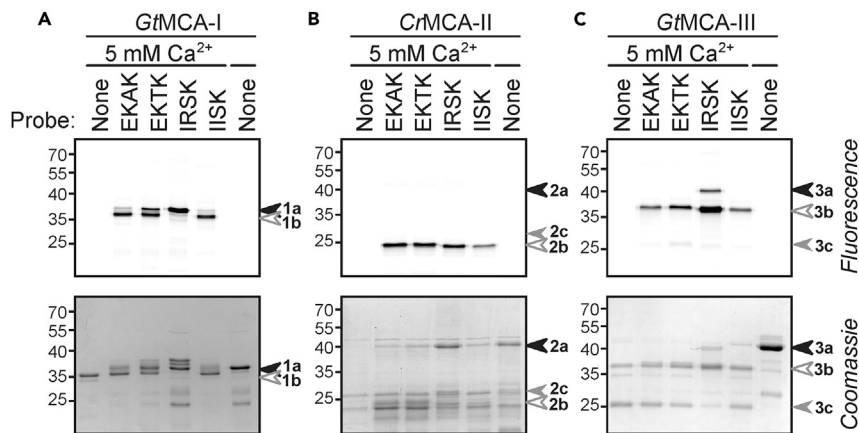 A GtMCA-I
5 mM Ca2+
Probe: None EKAK EKTK IRSK IISK None
70
55
40
35
25
1a
1b
70
55
40
35
25
1a
1b
B CrMCA-II
5 mM Ca2+
None EKAK EKTK IRSK IISK None
70
55
40
35
25
2a
2c
2b
70
55
40
35
25
2a
2c
2b
C GtMCA-III
5 mM Ca2+
None EKAK EKTK IRSK IISK None
70
55
40
35
25
3a
3b
3c
Fluorescence
70
55
40
35
25
3a
3b
3c
Coomassie